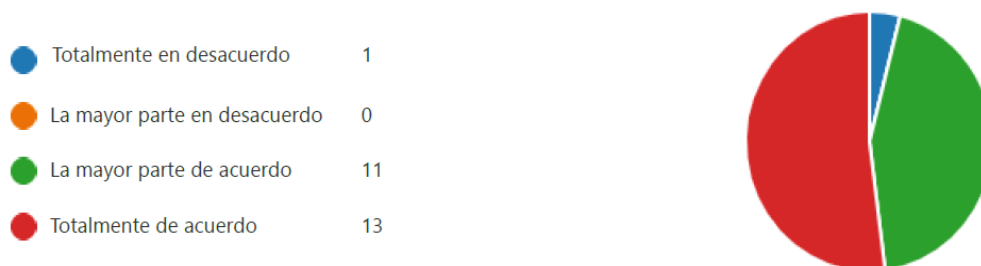 Totalmente en desacuerdo 1
La mayor parte en desacuerdo 0
La mayor parte de acuerdo 11
Totalmente de acuerdo 13